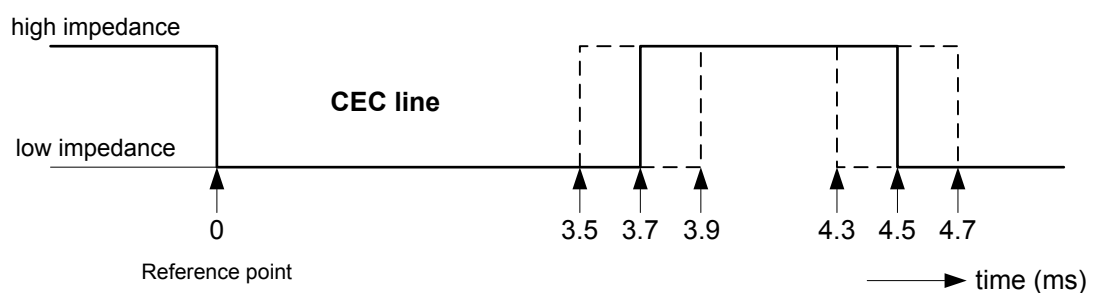 high impedance
CEC line
low impedance
0
3.5
3.7
3.9
4.3
4.5
4.7
Reference point
time (ms)